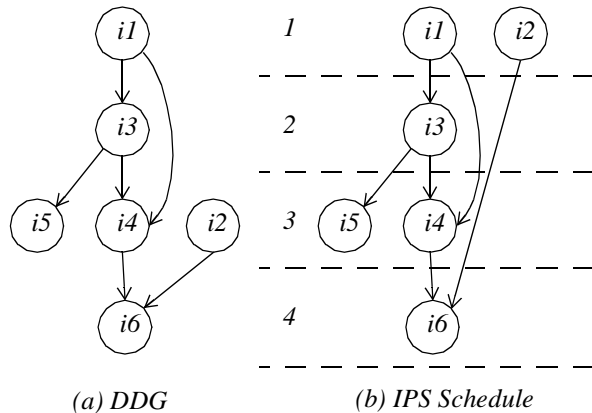 i1 1 i1 i2
i3 2 i3
i5 i4 i2 3 i5 i4
i6 4 i6
(a) DDG (b) IPS Schedule